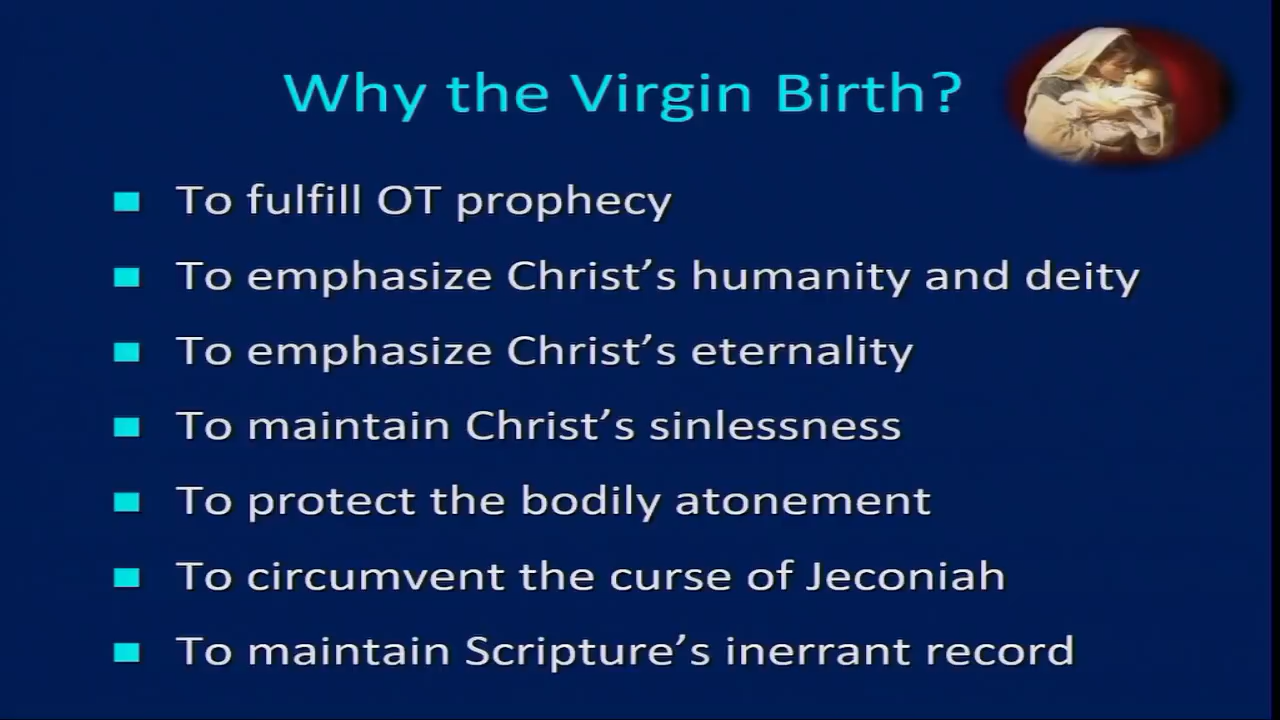 Why the Virgin Birth?
To fulfill OT prophecy
To emphasize Christ’s humanity and deity
To emphasize Christ’s eternality
To maintain Christ’s sinlessness
To protect the bodily atonement
To circumvent the curse of Jeconiah
To maintain Scripture’s inerrant record